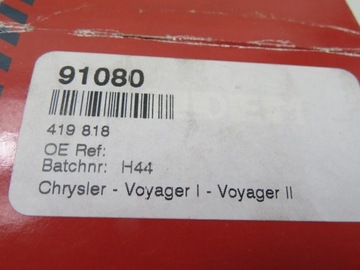 91080
419 818
OE Ref:
Batchnr: H44
Chrysler - Voyager I - Voyager II